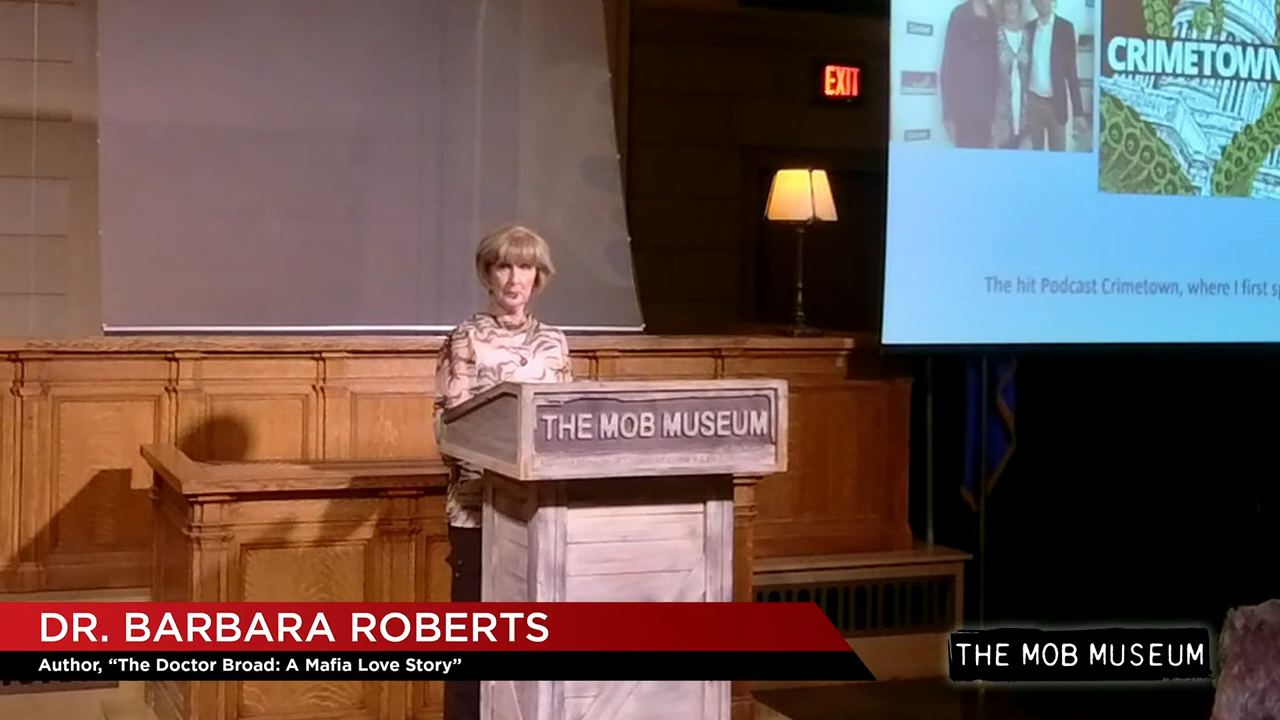 CRIMETOWN
EXIT
The hit Podcast Crimetown, where I first
THE MOB MUSEUM
DR. BARBARA ROBERTS
Author, “The Doctor Broad: A Mafia Love Story”
THE MOB MUSEUM